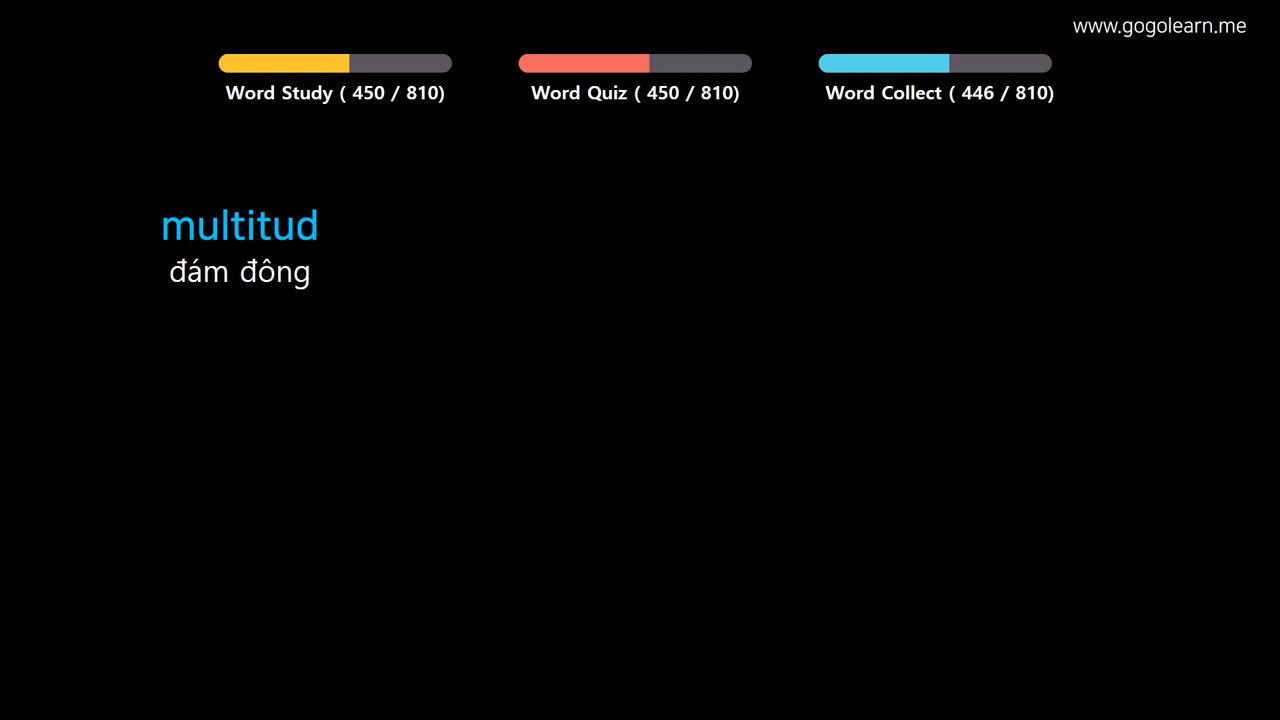 www.gogolearn.me
Word Study ( 450 / 810)
Word Quiz ( 450 / 810)
Word Collect ( 446 / 810)
multitud
đám đông